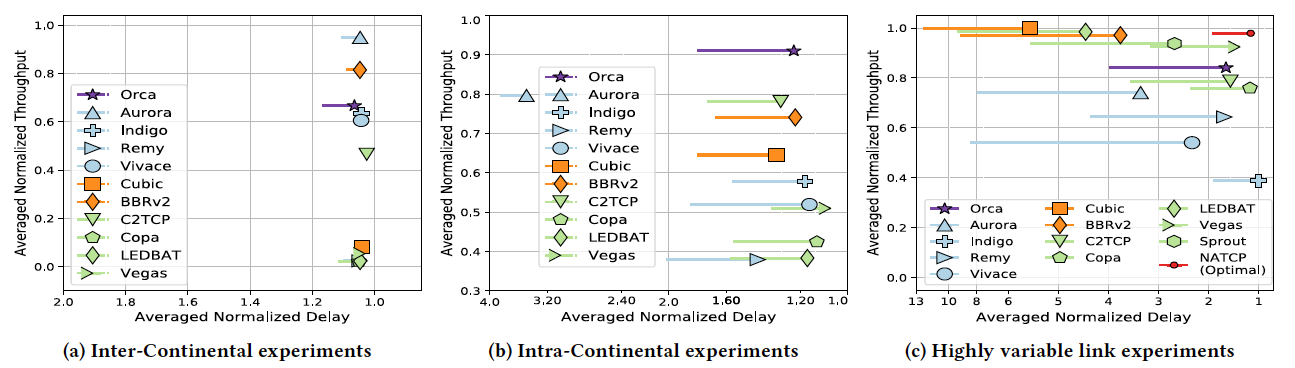 Averaged Normalized Throughput
1.0
0.8
0.6
0.4
0.2
0.0
Orca
Aurora
Indigo
Remy
Vivace
Cubic
BBRv2
C2TCP
Copa
LEDBAT
Vegas
2.0
1.8
1.6
1.4
1.2
1.0
Averaged Normalized Delay
(a) Inter-Continental experiments
Averaged Normalized Throughput
1.0
0.9
0.8
0.7
0.6
0.5
0.4
0.3
Orca
Aurora
Indigo
Remy
Vivace
Cubic
BBRv2
C2TCP
Copa
LEDBAT
Vegas
4.0
3.20
2.40
2.0
1.60
1.20
1.0
Averaged Normalized Delay
(b) Intra-Continental experiments
Averaged Normalized Throughput
1.0
0.8
0.6
0.4
0.2
0.0
Orca
Aurora
Indigo
Remy
Vivace
Cubic
BBRv2
C2TCP
Copa
LEDBAT
Vegas
Sprout
NATCP
(Optimal)
13
10
8
6
5
4
3
2
1
Averaged Normalized Delay
(c) Highly variable link experiments